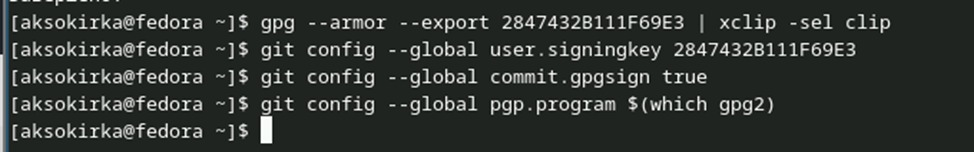 [aksokirka@fedora ~]$ gpg --armor --export 2847432B111F69E3 | xclip -sel clip
[aksokirka@fedora ~]$ git config --global user.signingkey 2847432B111F69E3
[aksokirka@fedora ~]$ git config --global commit.gpgsign true
[aksokirka@fedora ~]$ git config --global pgp.program $(which gpg2)
[aksokirka@fedora ~]$